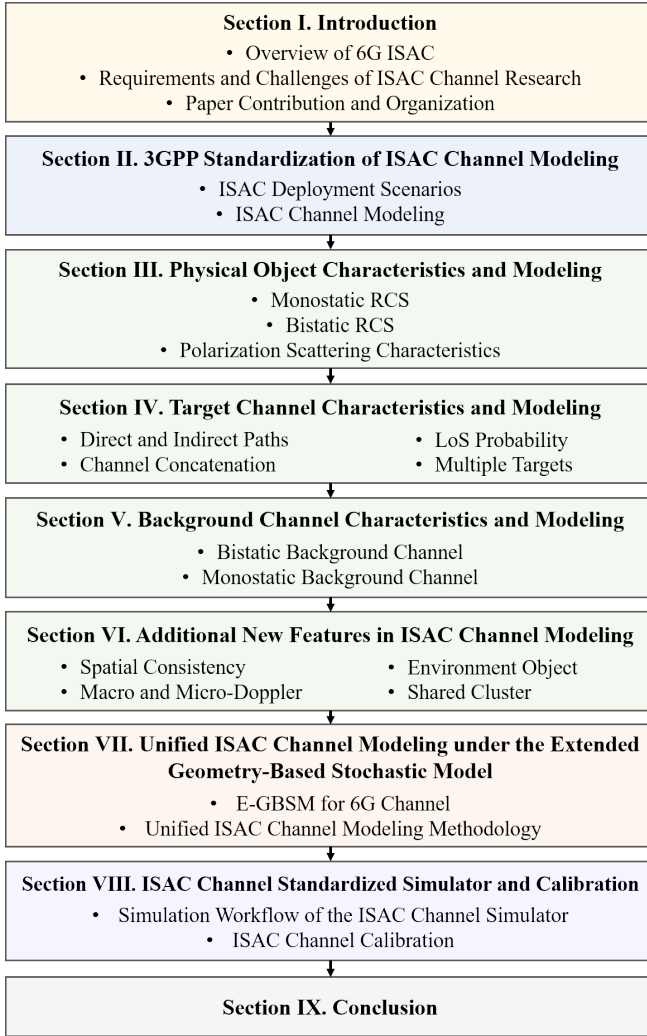 Section I. Introduction
• Overview of 6G ISAC
• Requirements and Challenges of ISAC Channel Research
• Paper Contribution and Organization
Section II. 3GPP Standardization of ISAC Channel Modeling
• ISAC Deployment Scenarios
• ISAC Channel Modeling
Section III. Physical Object Characteristics and Modeling
• Monostatic RCS
• Bistatic RCS
• Polarization Scattering Characteristics
Section IV. Target Channel Characteristics and Modeling
• Direct and Indirect Paths
• Channel Concatenation
• LoS Probability
• Multiple Targets
Section V. Background Channel Characteristics and Modeling
• Bistatic Background Channel
• Monostatic Background Channel
Section VI. Additional New Features in ISAC Channel Modeling
• Spatial Consistency
• Macro and Micro-Doppler
• Environment Object
• Shared Cluster
Section VII. Unified ISAC Channel Modeling under the Extended
Geometry-Based Stochastic Model
• E-GBSM for 6G Channel
• Unified ISAC Channel Modeling Methodology
Section VIII. ISAC Channel Standardized Simulator and Calibration
• Simulation Workflow of the ISAC Channel Simulator
• ISAC Channel Calibration
Section IX. Conclusion